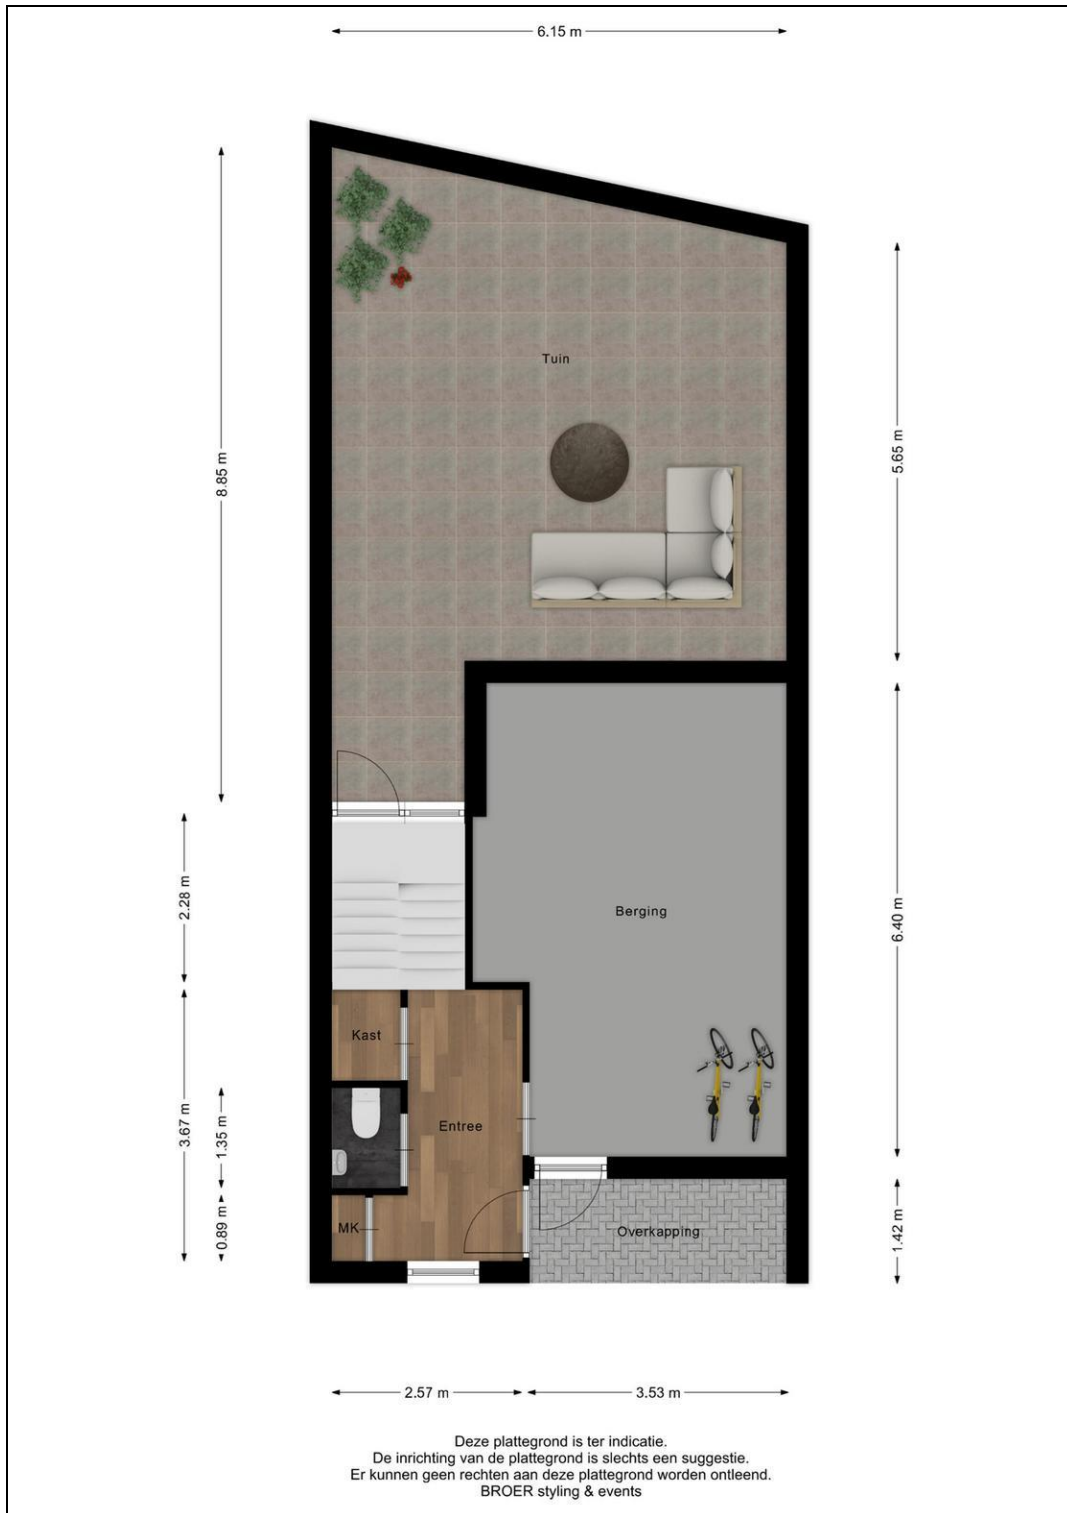 6.15 m
Tuin
8.85 m
5.65 m
2.28 m
Berging
6.40 m
Kast
3.67 m
1.35 m
Entree
0.89 m
MK
Overkapping
1.42 m
2.57 m
3.53 m
Deze plattegrond is ter indicatie.
De inrichting van de plattegrond is slechts een suggestie.
Er kunnen geen rechten aan deze plattegrond worden ontleend.
BROER styling & events